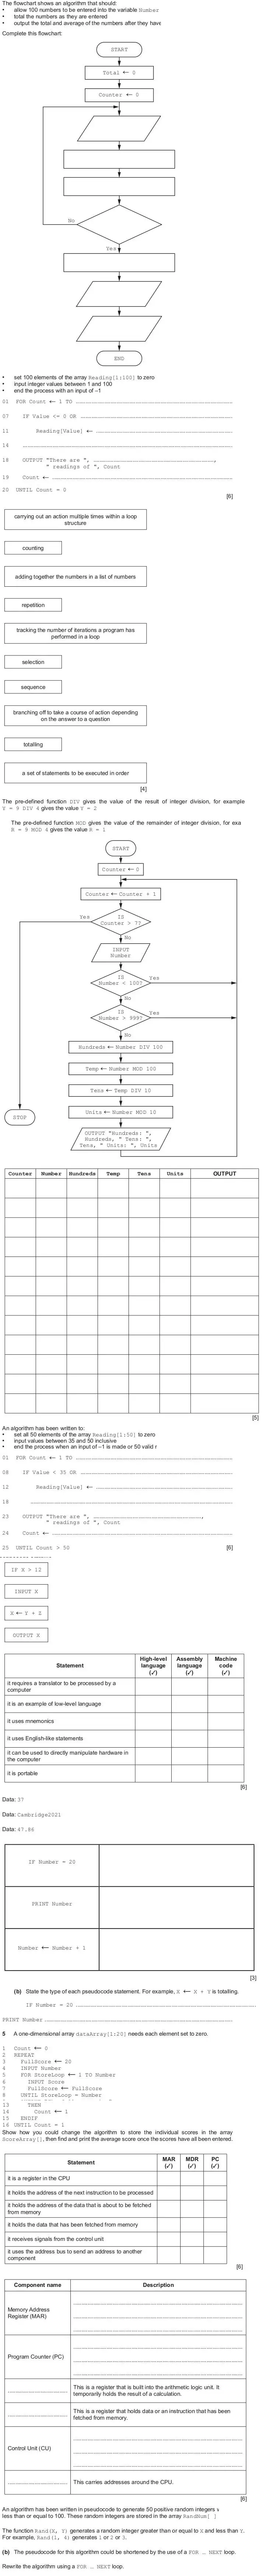 The flowchart shows an algorithm that should:
• allow 100 numbers to be entered into the variable Number
• total the numbers as they are entered
• output the total and average of the numbers after they have
Complete this flowchart:
START
Total ← 0
Counter ← 0
No
Yes
END
• set 100 elements of the array Reading[1:100] to zero
• input integer values between 1 and 100
• end the process with an input of –1
01 FOR Count ← 1 TO
07 IF Value <= 0 OR
11 Reading[Value] ←
14
18 OUTPUT "There are ", ,
" readings of ", Count
19 Count ←
20 UNTIL Count = 0
[6]
carrying out an action multiple times within a loop
structure
counting
adding together the numbers in a list of numbers
repetition
tracking the number of iterations a program has
performed in a loop
selection
sequence
branching off to take a course of action depending
on the answer to a question
totalling
a set of statements to be executed in order
[4]
The pre-defined function DIV gives the value of the result of integer division, for example
Y = 9 DIV 4 gives the value Y = 2
The pre-defined function MOD gives the value of the remainder of integer division, for exa
R = 9 MOD 4 gives the value R = 1
START
Counter ← 0
Counter ← Counter + 1
Yes
IS
Counter > 7?
No
INPUT
Number
IS
Number < 100?
Yes
No
IS
Number > 999?
Yes
No
Hundreds ← Number DIV 100
Temp ← Number MOD 100
Tens ← Temp DIV 10
STOP
Units ← Number MOD 10
OUTPUT "Hundreds: ",
Hundreds, " Tens: ",
Tens, " Units: ", Units
Counter Number Hundreds Temp Tens Units OUTPUT
[5]
An algorithm has been written to:
• set all 50 elements of the array Reading[1:50] to zero
• input values between 35 and 50 inclusive
• end the process when an input of –1 is made or 50 valid r
01 FOR Count ← 1 TO
08 IF Value < 35 OR
12 Reading[Value] ←
18
23 OUTPUT "There are ", ,
" readings of ", Count
24 Count ←
25 UNTIL Count > 50
[6]
IF X > 12
INPUT X
X ← Y + Z
OUTPUT X
Statement High-level language (✓) Assembly language (✓) Machine code (✓)
it requires a translator to be processed by a
computer
it is an example of low-level language
it uses mnemonics
it uses English-like statements
it can be used to directly manipulate hardware in
the computer
it is portable
[6]
Data: 37
Data: Cambridge2021
Data: 47.86
IF Number = 20
PRINT Number
Number ← Number + 1
[3]
(b) State the type of each pseudocode statement. For example, X ← X + Y is totalling.
IF Number = 20
PRINT Number
5 A one-dimensional array dataArray[1:20] needs each element set to zero.
1 Count ← 0
2 REPEAT
3 FullScore ← 20
4 INPUT Number
5 FOR StoreLoop ← 1 TO Number
6 INPUT Score
7 FullScore ← FullScore
8 UNTIL StoreLoop = Number
13 THEN
14 Count ← 1
15 ENDIF
16 UNTIL Count = 1
Show how you could change the algorithm to store the individual scores in the array
ScoreArray[], then find and print the average score once the scores have all been entered.
Statement MAR (✓) MDR (✓) PC (✓)
it is a register in the CPU
it holds the address of the next instruction to be processed
it holds the address of the data that is about to be fetched
from memory
it holds the data that has been fetched from memory
it receives signals from the control unit
it uses the address bus to send an address to another
component
[6]
Component name Description
Memory Address
Register (MAR)
Program Counter (PC)
This is a register that is built into the arithmetic logic unit. It
temporarily holds the result of a calculation.
This is a register that holds data or an instruction that has been
fetched from memory.
Control Unit (CU)
This carries addresses around the CPU.
[6]
An algorithm has been written in pseudocode to generate 50 positive random integers
less than or equal to 100. These random integers are stored in the array RandNum[ ]
The function Rand(X, Y) generates a random integer greater than or equal to X and less than Y.
For example, Rand(1, 4) generates 1 or 2 or 3.
(b) The pseudocode for this algorithm could be shortened by the use of a FOR … NEXT loop.
Rewrite the algorithm using a FOR … NEXT loop.